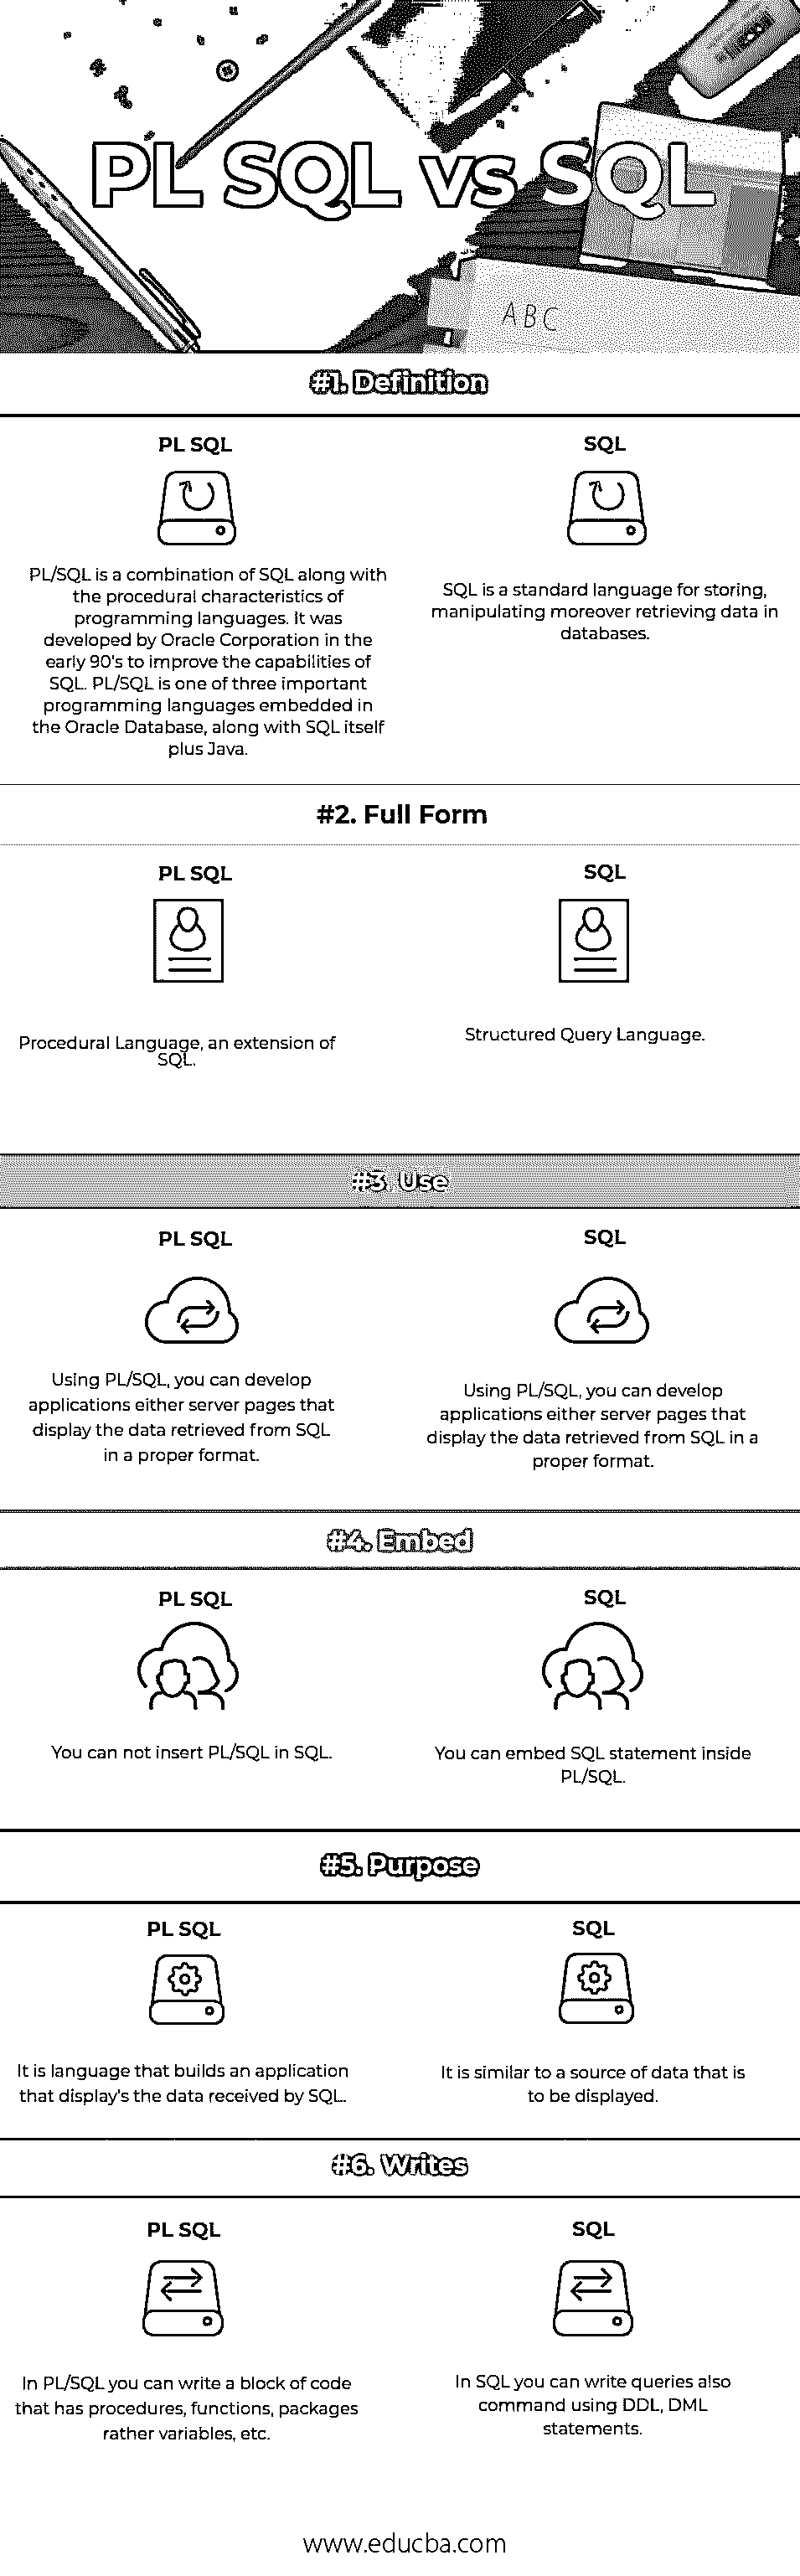 PL SQL vs SQL
ABC
#1. Definition
PL SQL
PL/SQL is a combination of SQL along with
the procedural characteristics of
programming languages. It was
developed by Oracle Corporation in the
early 90's to improve the capabilities of
SQL. PL/SQL is one of three important
programming languages embedded in
the Oracle Database, along with SQL itself
plus Java.
SQL
SQL is a standard language for storing,
manipulating moreover retrieving data in
databases.
#2. Full Form
PL SQL
Procedural Language, an extension of
SQL.
SQL
Structured Query Language.
#3. Use
PL SQL
Using PL/SQL, you can develop
applications either server pages that
display the data retrieved from SQL
in a proper format.
SQL
Using PL/SQL, you can develop
applications either server pages that
display the data retrieved from SQL in a
proper format.
#4. Embed
PL SQL
You can not insert PL/SQL in SQL.
SQL
You can embed SQL statement inside
PL/SQL.
#5. Purpose
PL SQL
It is language that builds an application
that display's the data received by SQL.
SQL
It is similar to a source of data that is
to be displayed.
#6. Writes
PL SQL
In PL/SQL you can write a block of code
that has procedures, functions, packages
rather variables, etc.
SQL
In SQL you can write queries also
command using DDL, DML
statements.
www.educba.com